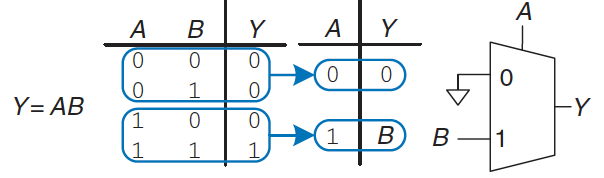 A B Y A Y A
0 0 0
0 1 0 0 0
Y = AB
1 0 0
1 1 1 1 B
0
1
B
Y